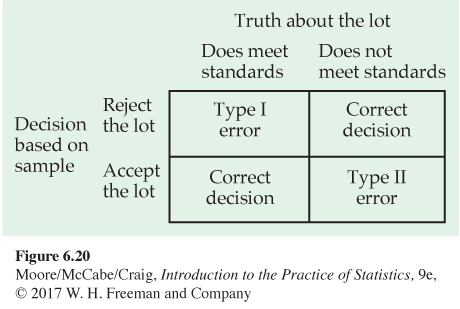 Truth about the lot
Does meet standards
Does not meet standards
Decision based on sample
Reject the lot
Type I error
Correct decision
Accept the lot
Correct decision
Type II error
Figure 6.20
Moore/McCabe/Craig, Introduction to the Practice of Statistics, 9e,
© 2017 W. H. Freeman and Company